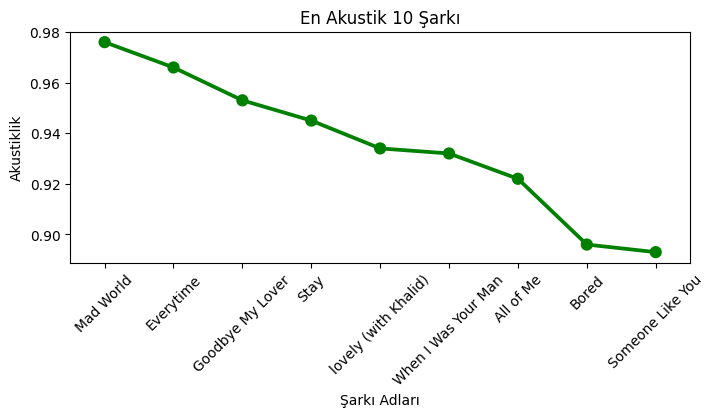 En Akustik 10 Şarkı
Akustiklik
0.98
0.96
0.94
0.92
0.90
Mad World
Everytime
Goodbye My Lover
Stay
lovely (with Khalid)
When I Was Your Man
All of Me
Bored
Someone Like You
Şarkı Adları